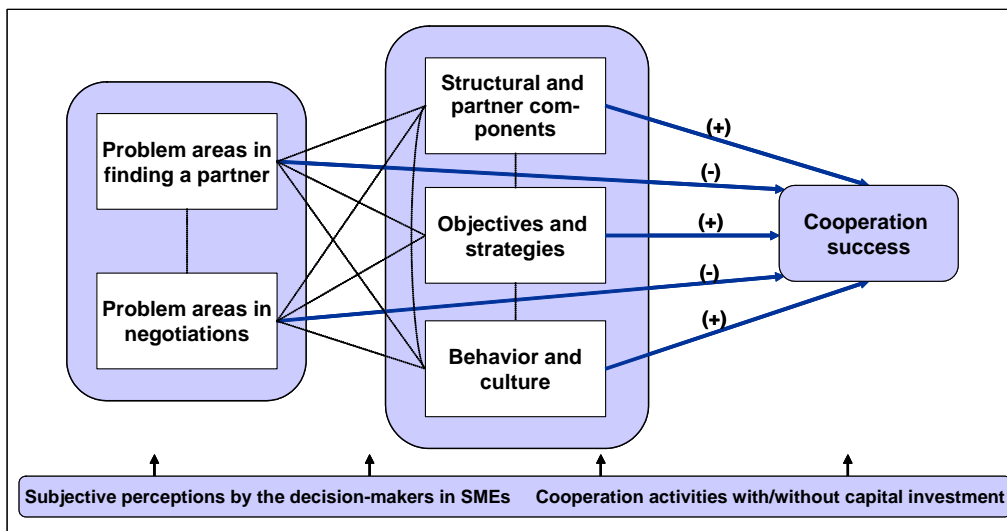 Structural and
partner com-
ponents
(+)
Problem areas in
finding a partner
(-)
Objectives and
strategies
(+)
Cooperation
success
(-)
Problem areas in
negotiations
(+)
Behavior and
culture
Subjective perceptions by the decision-makers in SMEs
Cooperation activities with/without capital investment